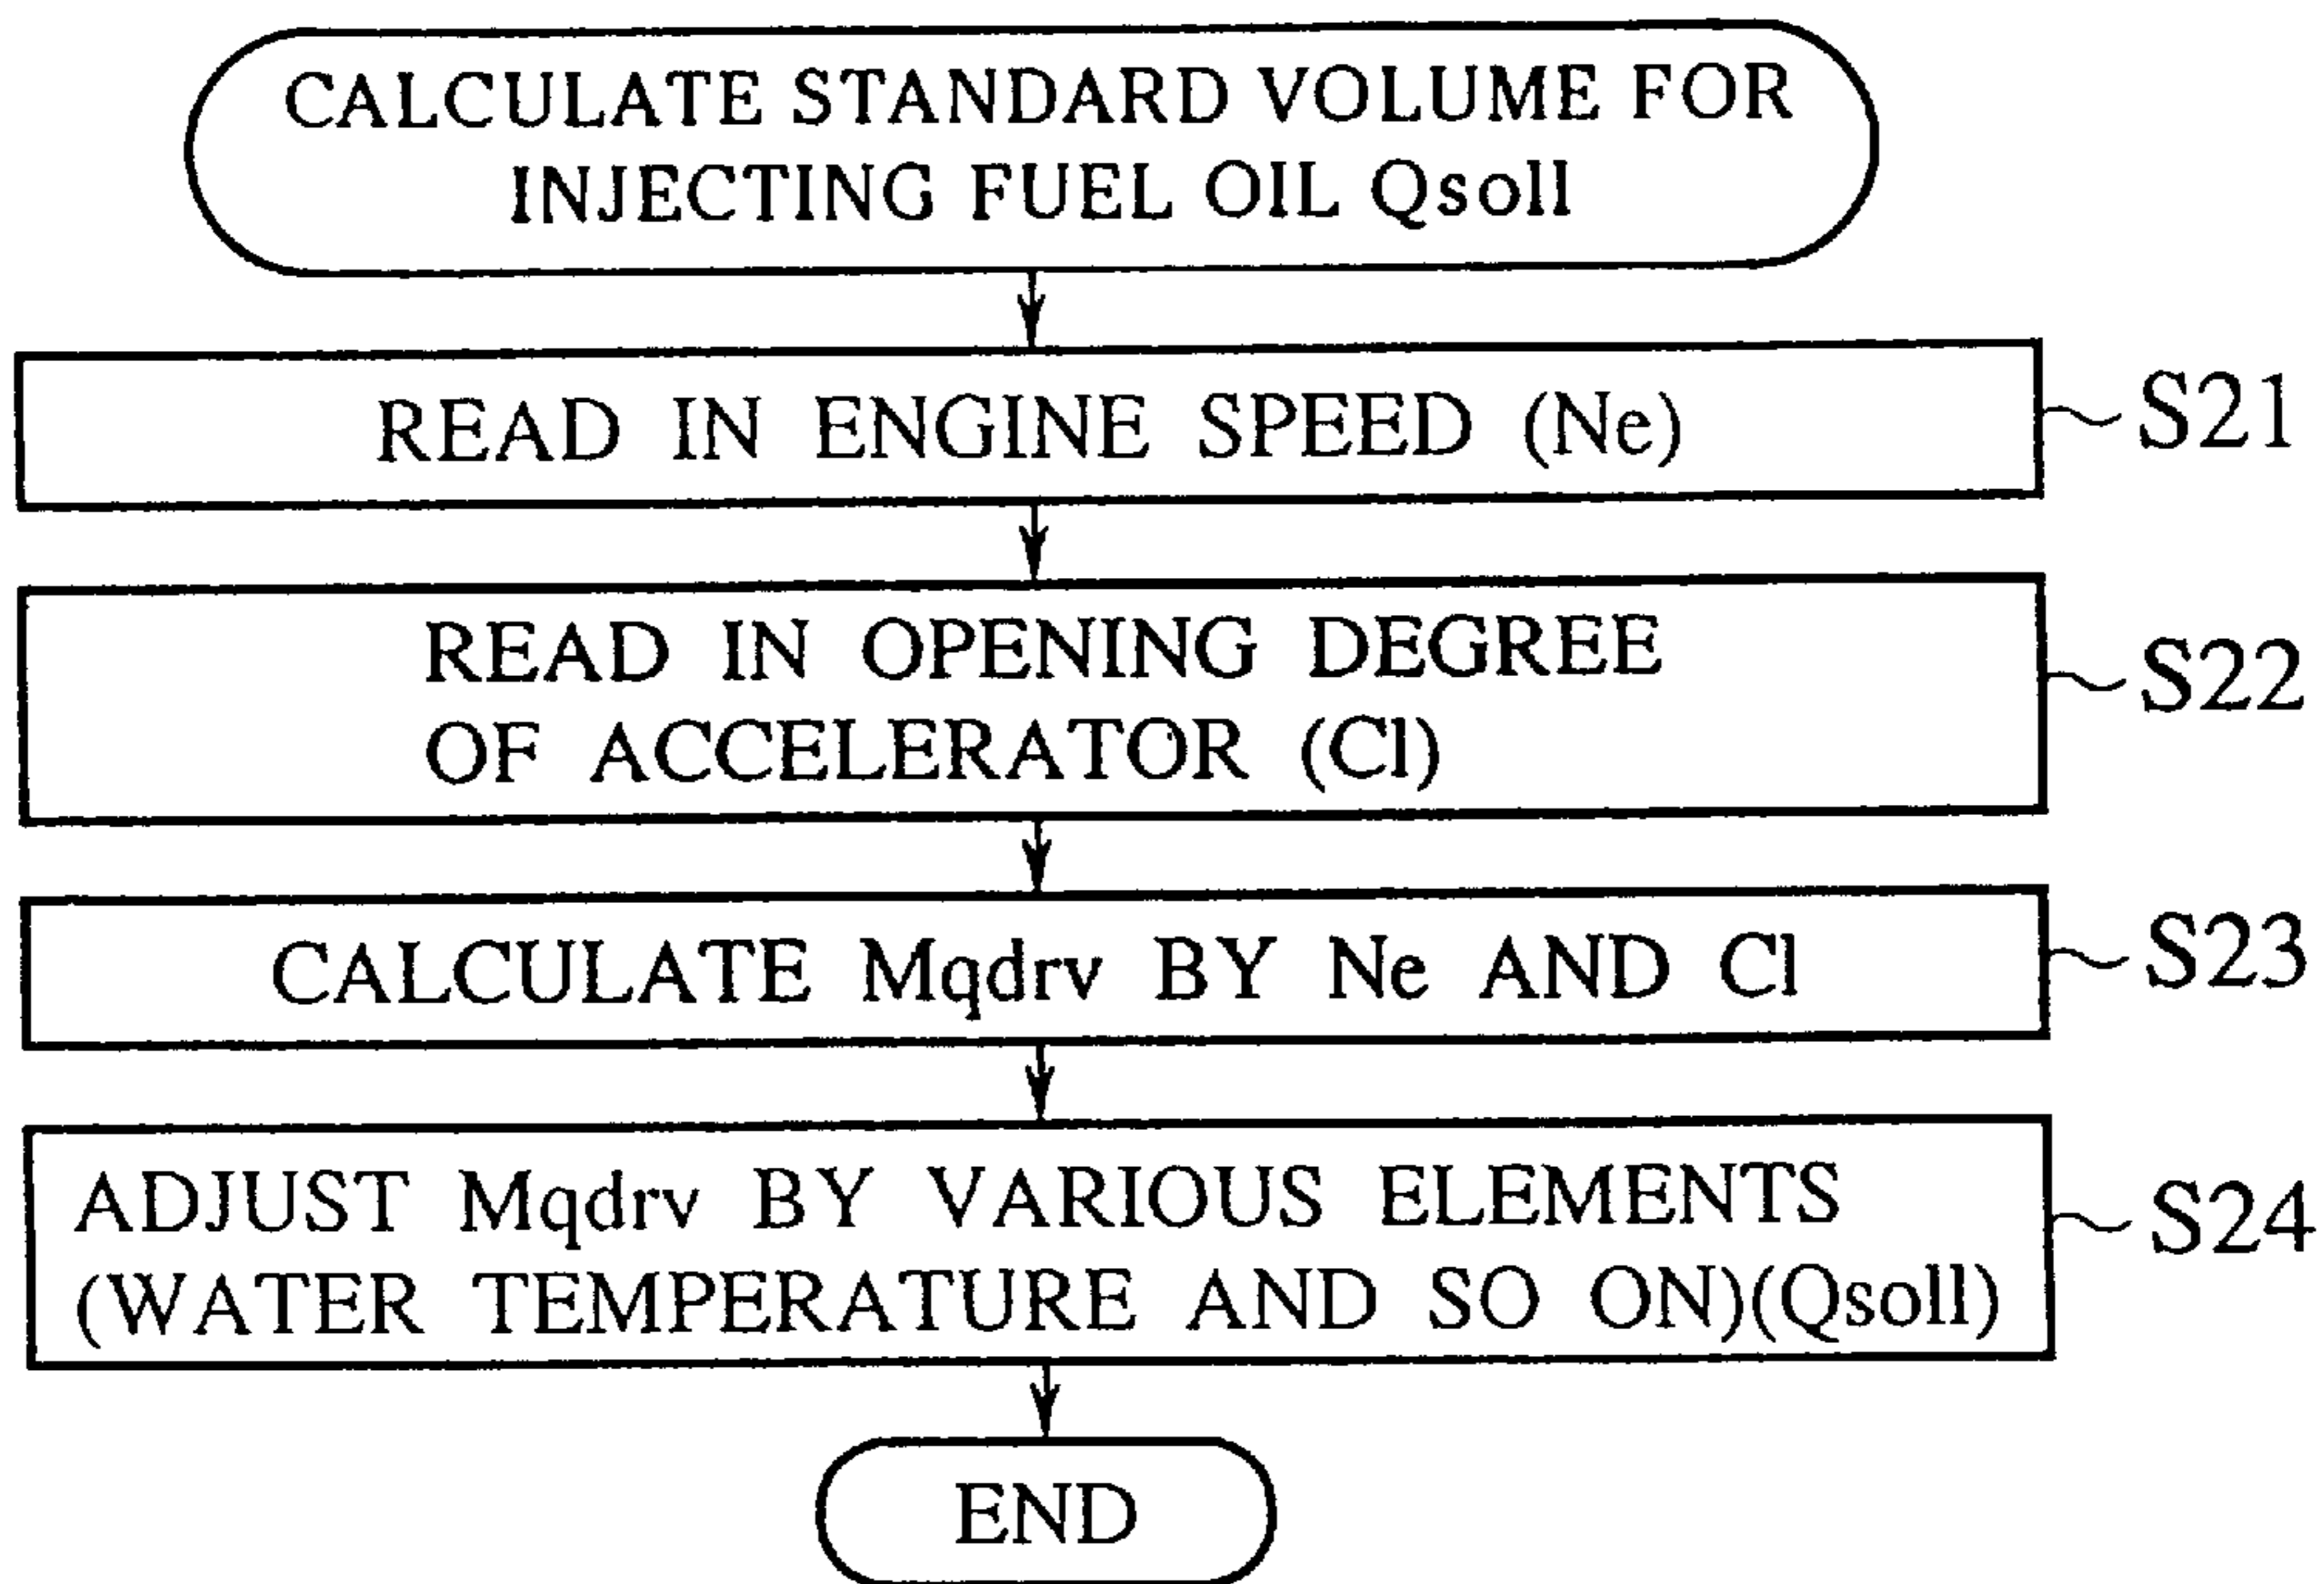 CALCULATE STANDARD VOLUME FOR
INJECTING FUEL OIL Qsoll
READ IN ENGINE SPEED (Ne)
S21
READ IN OPENING DEGREE
OF ACCELERATOR (Cl)
S22
CALCULATE Mqdrv BY Ne AND Cl
S23
ADJUST Mqdrv BY VARIOUS ELEMENTS
(WATER TEMPERATURE AND SO ON)(Qsoll)
S24
END